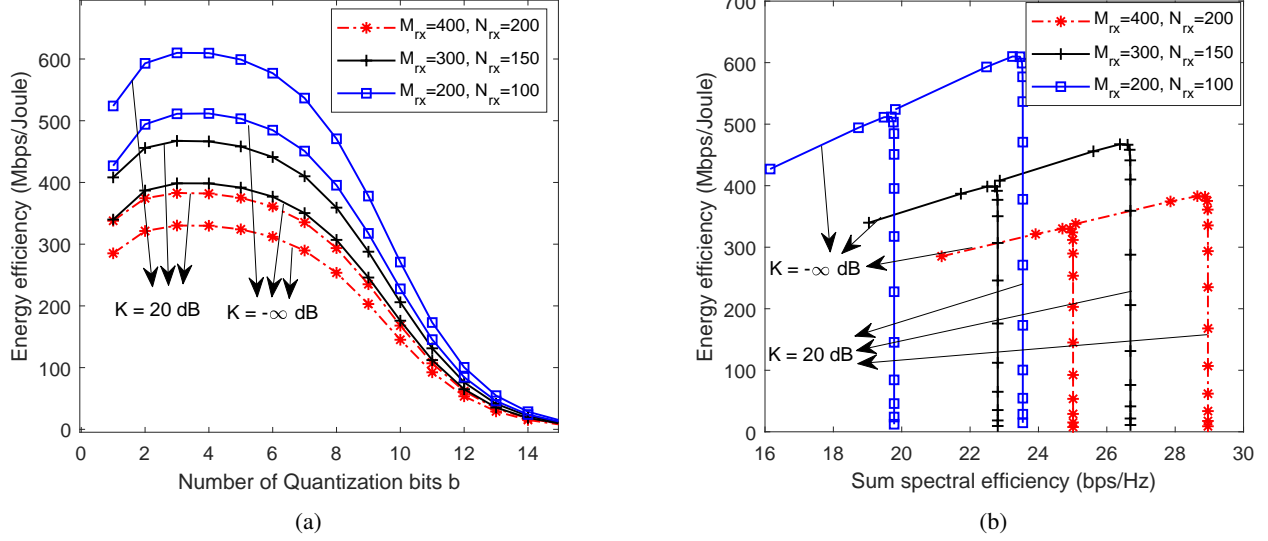 M_rx=400, N_rx=200
M_rx=300, N_rx=150
M_rx=200, N_rx=100
600
500
400
300
200
100
0
Energy efficiency (Mbps/Joule)
K = 20 dB
K = -∞ dB
0 2 4 6 8 10 12 14
Number of Quantization bits b
(a)
M_rx=400, N_rx=200
M_rx=300, N_rx=150
M_rx=200, N_rx=100
700
600
500
400
300
200
100
0
Energy efficiency (Mbps/Joule)
K = -∞ dB
K = 20 dB
16 18 20 22 24 26 28 30
Sum spectral efficiency (bps/Hz)
(b)